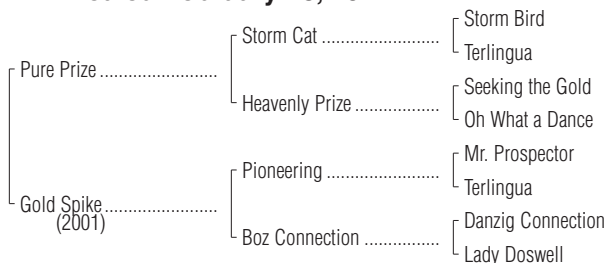 Storm Bird
Storm Cat ........................
Terlingua
Pure Prize ........................
Seeking the Gold
Heavenly Prize .................
Oh What a Dance
Mr. Prospector
Pioneering .......................
Terlingua
Gold Spike .......................
(2001)
Danzig Connection
Boz Connection ...............
Lady Doswell